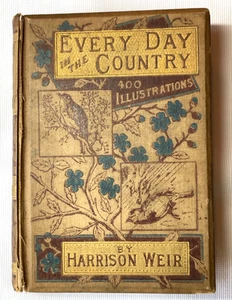 EVERY DAY
IN THE
COUNTRY
400
ILLUSTRATIONS
BY
HARRISON WEIR